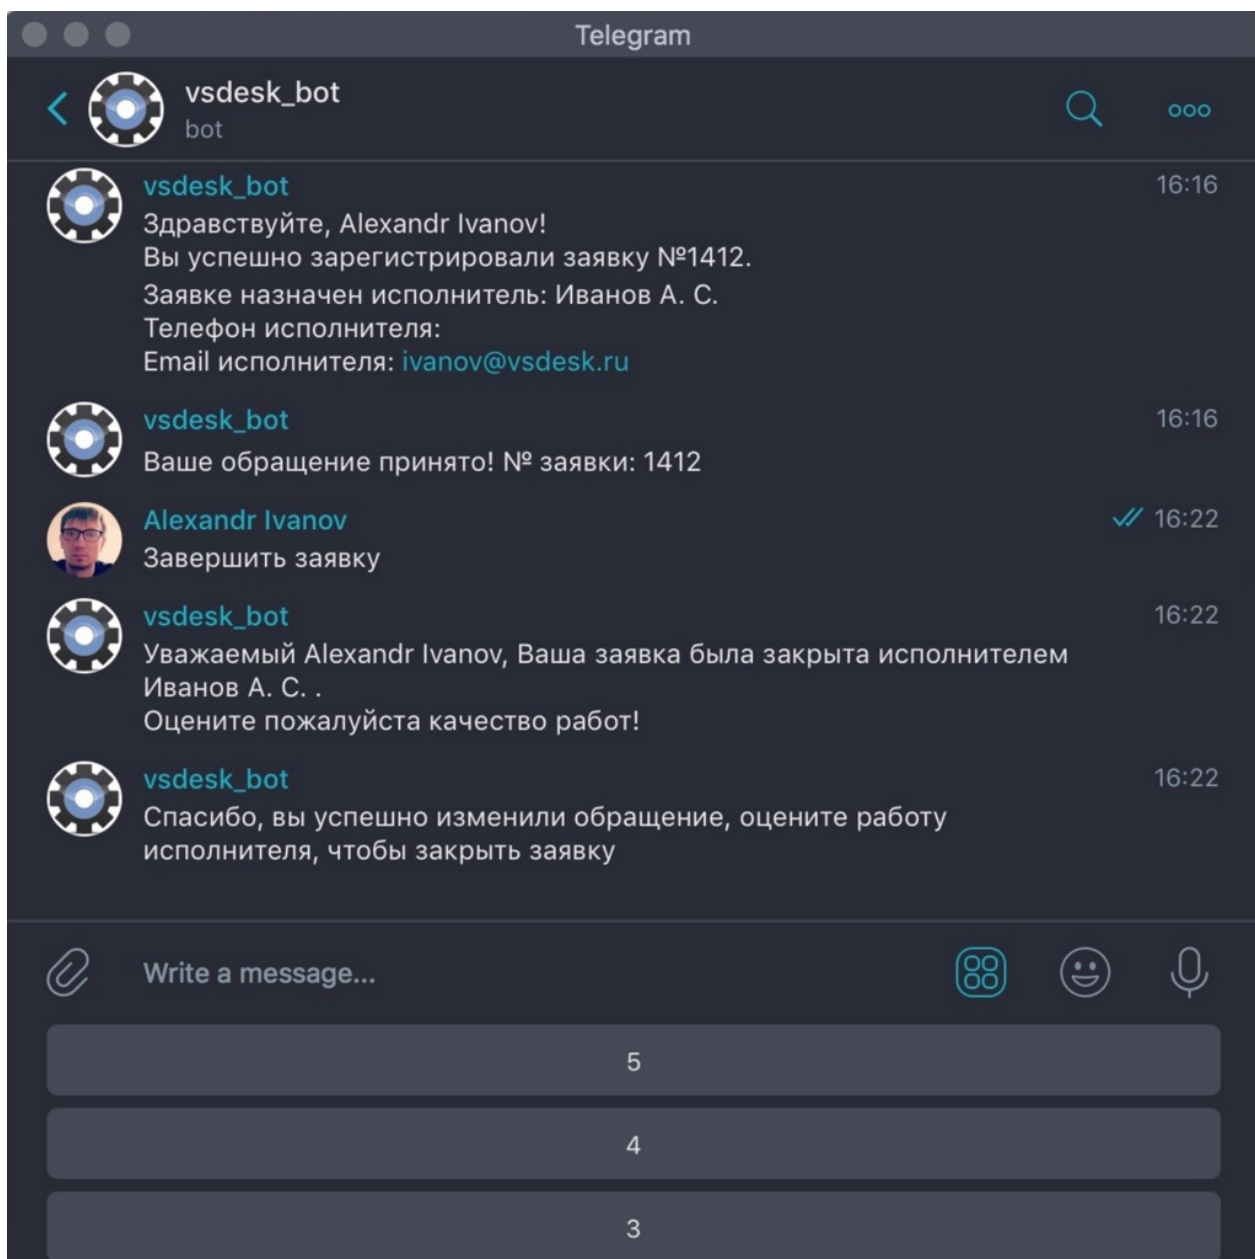 Telegram
vsdesk_bot
bot
vsdesk_bot 16:16
Здравствуйте, Alexandr Ivanov!
Вы успешно зарегистрировали заявку №1412.
Заявке назначен исполнитель: Иванов А. С.
Телефон исполнителя:
Email исполнителя: ivanov@vsdesk.ru
vsdesk_bot 16:16
Ваше обращение принято! № заявки: 1412
Alexandr Ivanov 16:22
Завершить заявку
vsdesk_bot 16:22
Уважаемый Alexandr Ivanov, Ваша заявка была закрыта исполнителем
Иванов А. С. .
Оцените пожалуйста качество работ!
vsdesk_bot 16:22
Спасибо, вы успешно изменили обращение, оцените работу
исполнителя, чтобы закрыть заявку
Write a message...
5
4
3